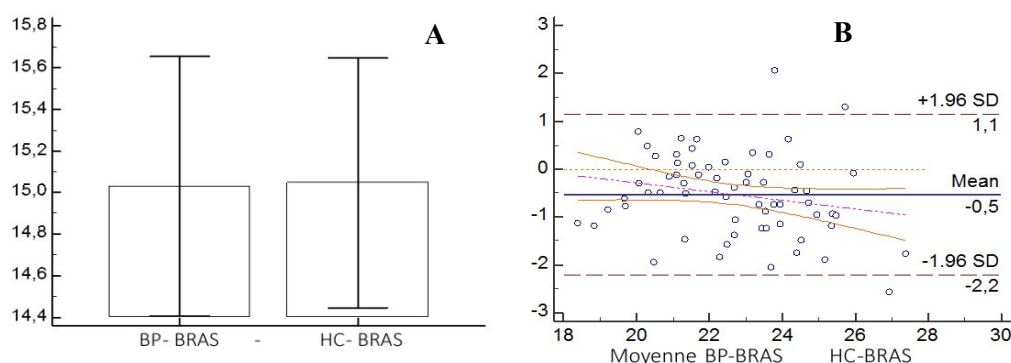 A
15,8
15,6
15,4
15,2
15,0
14,8
14,6
14,4
BP- BRAS - HC- BRAS
B
3
2
1
0
-1
-2
-3
+1.96 SD
1,1
Mean
-0,5
-1.96 SD
-2,2
18 20 22 24 26 28 30
Moyenne BP-BRAS HC-BRAS